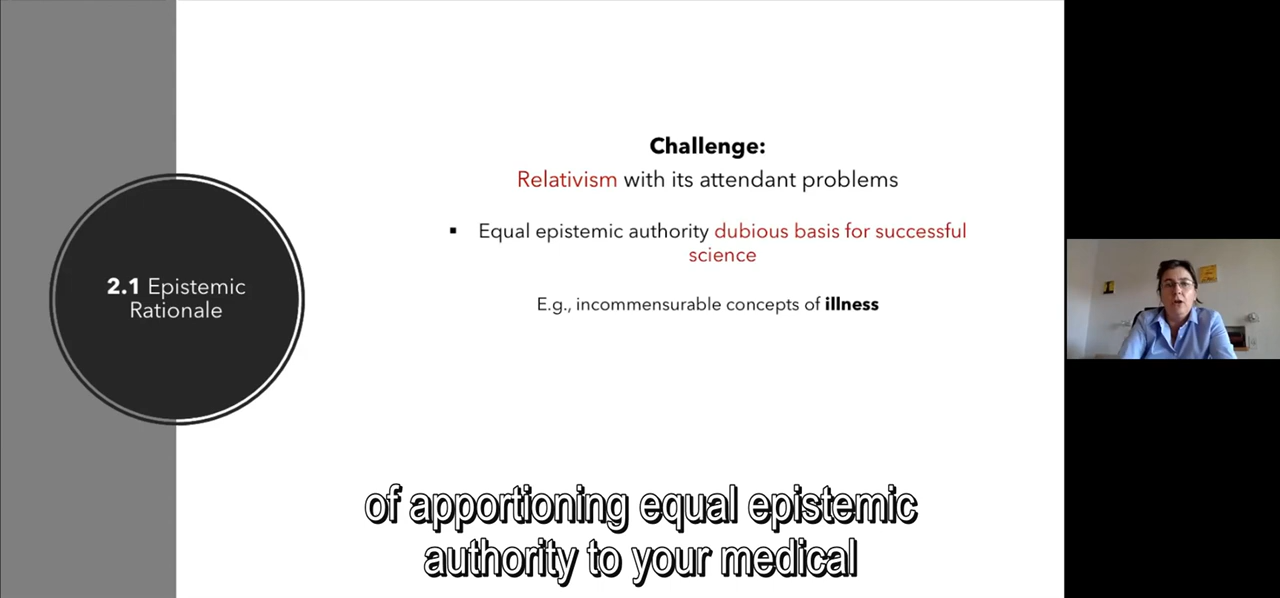 Challenge:
Relativism with its attendant problems
▪ Equal epistemic authority dubious basis for successful
science
E.g., incommensurable concepts of illness
2.1 Epistemic
Rationale
of apportioning equal epistemic
authority to your medical